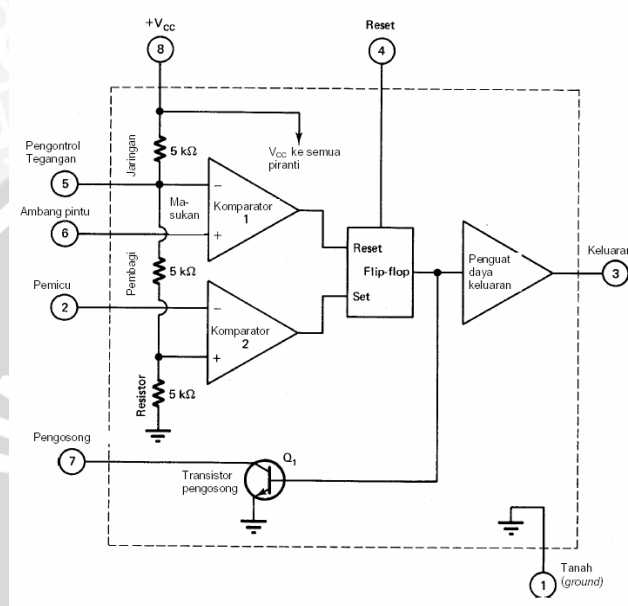 +V_CC
8
Reset
4
Jaringan
5 kΩ
V_CC ke semua
piranti
Pengontrol
Tegangan
5
Ma-
sukan
Komparator
1
-
+
Ambang pintu
6
Pembagi
5 kΩ
Reset
Flip-flop
Set
Penguat
daya
keluaran
Keluaran
3
Pemicu
2
-
Komparator
2
+
Resistor
5 kΩ
Pengosong
7
Q1
Transistor
pengosong
Tanah
(ground)
1